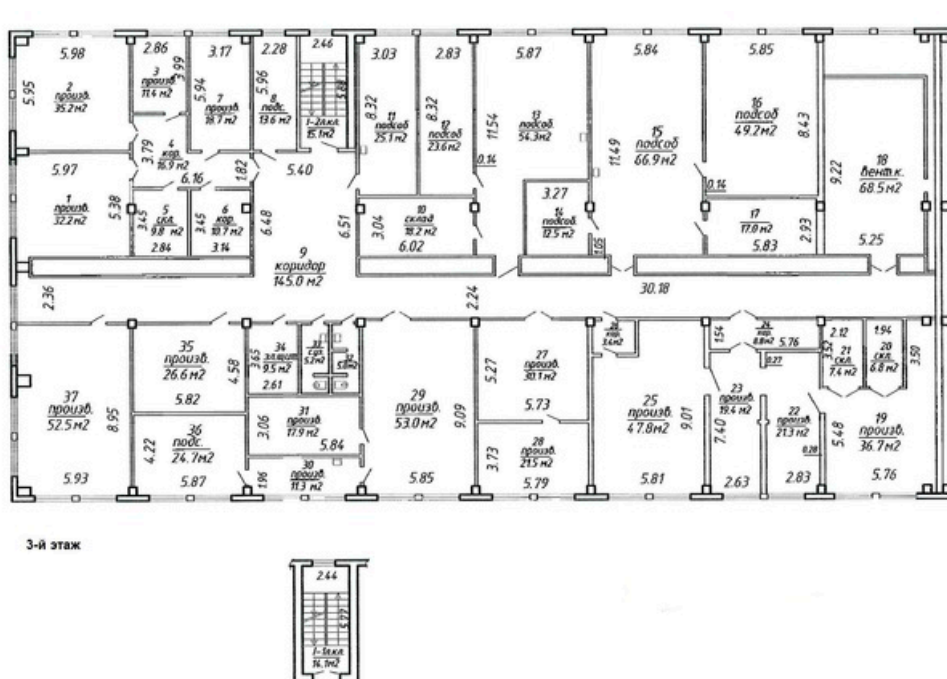 5.98
2.86
3.17
2.28
2.46
3.03
2.83
5.87
5.84
5.85
5.95
2
произв.
35.2м2
3
произв.
11.4 м2
3.99
5.94
7
произв.
18.7 м2
5.96
8
подс.
13.6 м2
5.88
1-2л.кл.
15.1м2
8.32
11
подсоб
25.1 м2
8.32
12
подсоб
23.6м2
11.54
13
подсоб
54.3м2
0.14
11.49
15
подсоб
66.9м2
16
подсоб
49.2м2
8.43
0.14
9.22
18
вент.к.
68.5м2
3.79
4
кор.
16.9 м2
6.16
1.82
5.40
5.97
1
произв.
32.2м2
5.38
3.45
5
скл.
9.8 м2
2.84
3.45
6
кор.
10.7 м2
3.14
6.48
6.51
3.04
10
склад
18.2 м2
6.02
3.27
14
подсоб.
12.5м2
1.05
17
17.0 м2
5.83
2.93
5.25
9
коридор
145.0 м2
2.36
2.24
30.18
37
произв.
52.5м2
8.95
5.93
35
произв.
26.6м2
5.82
4.58
4.22
36
подс.
24.7м2
5.87
3.65
34
эл.щит.
9.5м2
2.61
5.2м2
3.06
31
произв.
17.9м2
5.84
1.96
30
произв.
11.3 м2
29
произв.
53.0м2
9.09
5.85
5.27
27
произв.
30.1м2
5.73
3.73
28
произв.
21.5 м2
5.79
кор.
3.4м2
25
произв.
47.8м2
9.01
5.81
1.54
24
кор.
8.8м2
5.76
0.27
7.40
23
произв.
19.4 м2
2.63
22
произв.
21.3 м2
0.28
2.83
2.12
3.52
21
скл.
7.4 м2
1.94
20
скл.
6.8 м2
3.50
5.48
19
произв.
36.7м2
5.76
3-й этаж
2.44
5.77
1-1л.кл.
14.1м2